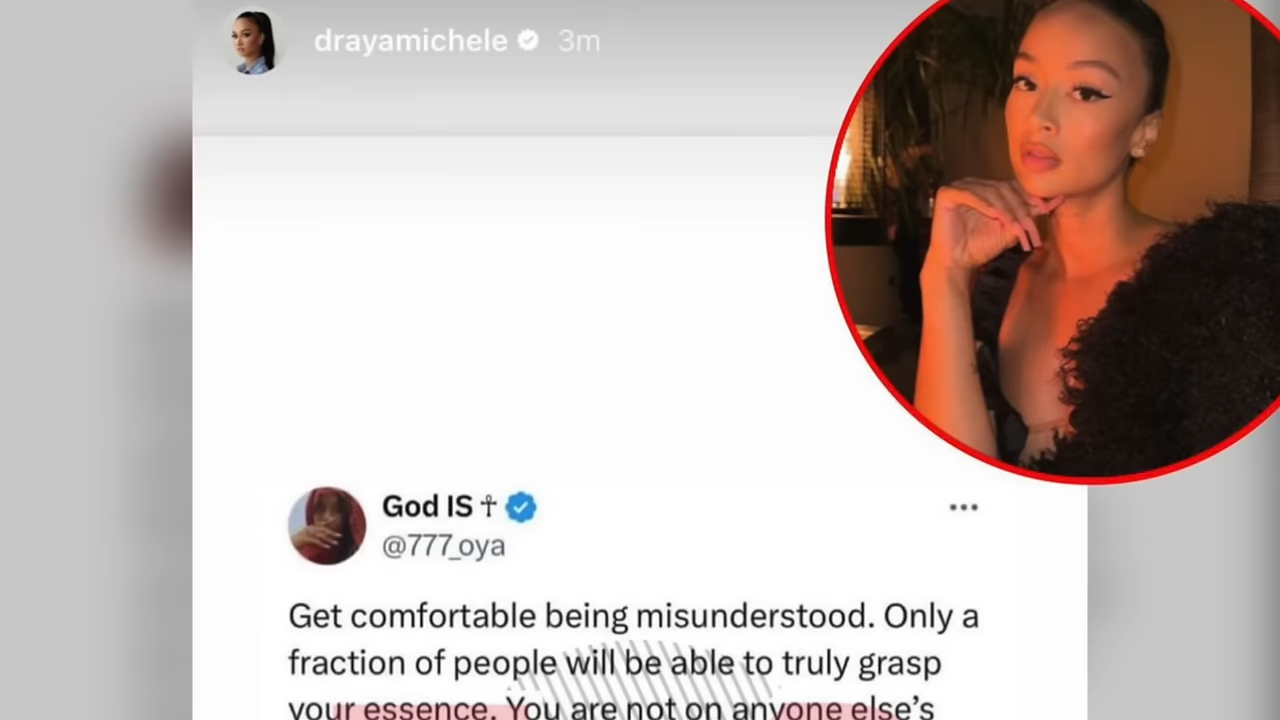 drayamichele 3m
God IS ☥
@777_oya
Get comfortable being misunderstood. Only a
fraction of people will be able to truly grasp
your essence. You are not on anyone else’s